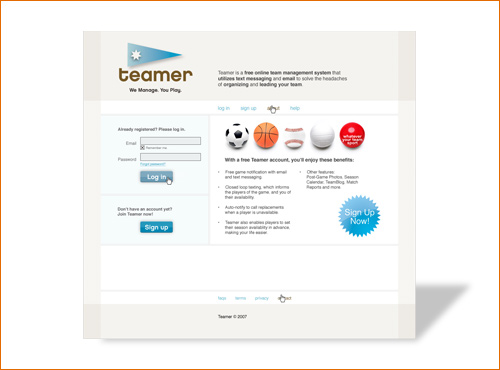 teamer
We Manage. You Play.
Teamer is a free online team management system that
utilizes text messaging and email to solve the headaches
of organizing and leading your team.
log in sign up about help
Already registered? Please log in.
Email
Remember me
Password
Forgot password?
Log in
Don't have an account yet?
Join Teamer now!
Sign up
whatever
your team
sport
With a free Teamer account, you'll enjoy these benefits:
• Free game notification with email
and text messaging.
• Closed loop texting, which informs
the players of the game, and you of
their availability.
• Auto-notify to call replacements
when a player is unavailable.
• Teamer also enables players to set
their season availability in advance,
making your life easier.
• Other features:
Post-Game Photos, Season
Calendar, TeamBlog, Match
Reports and more.
Sign Up
Now!
faqs terms privacy
Teamer © 2007